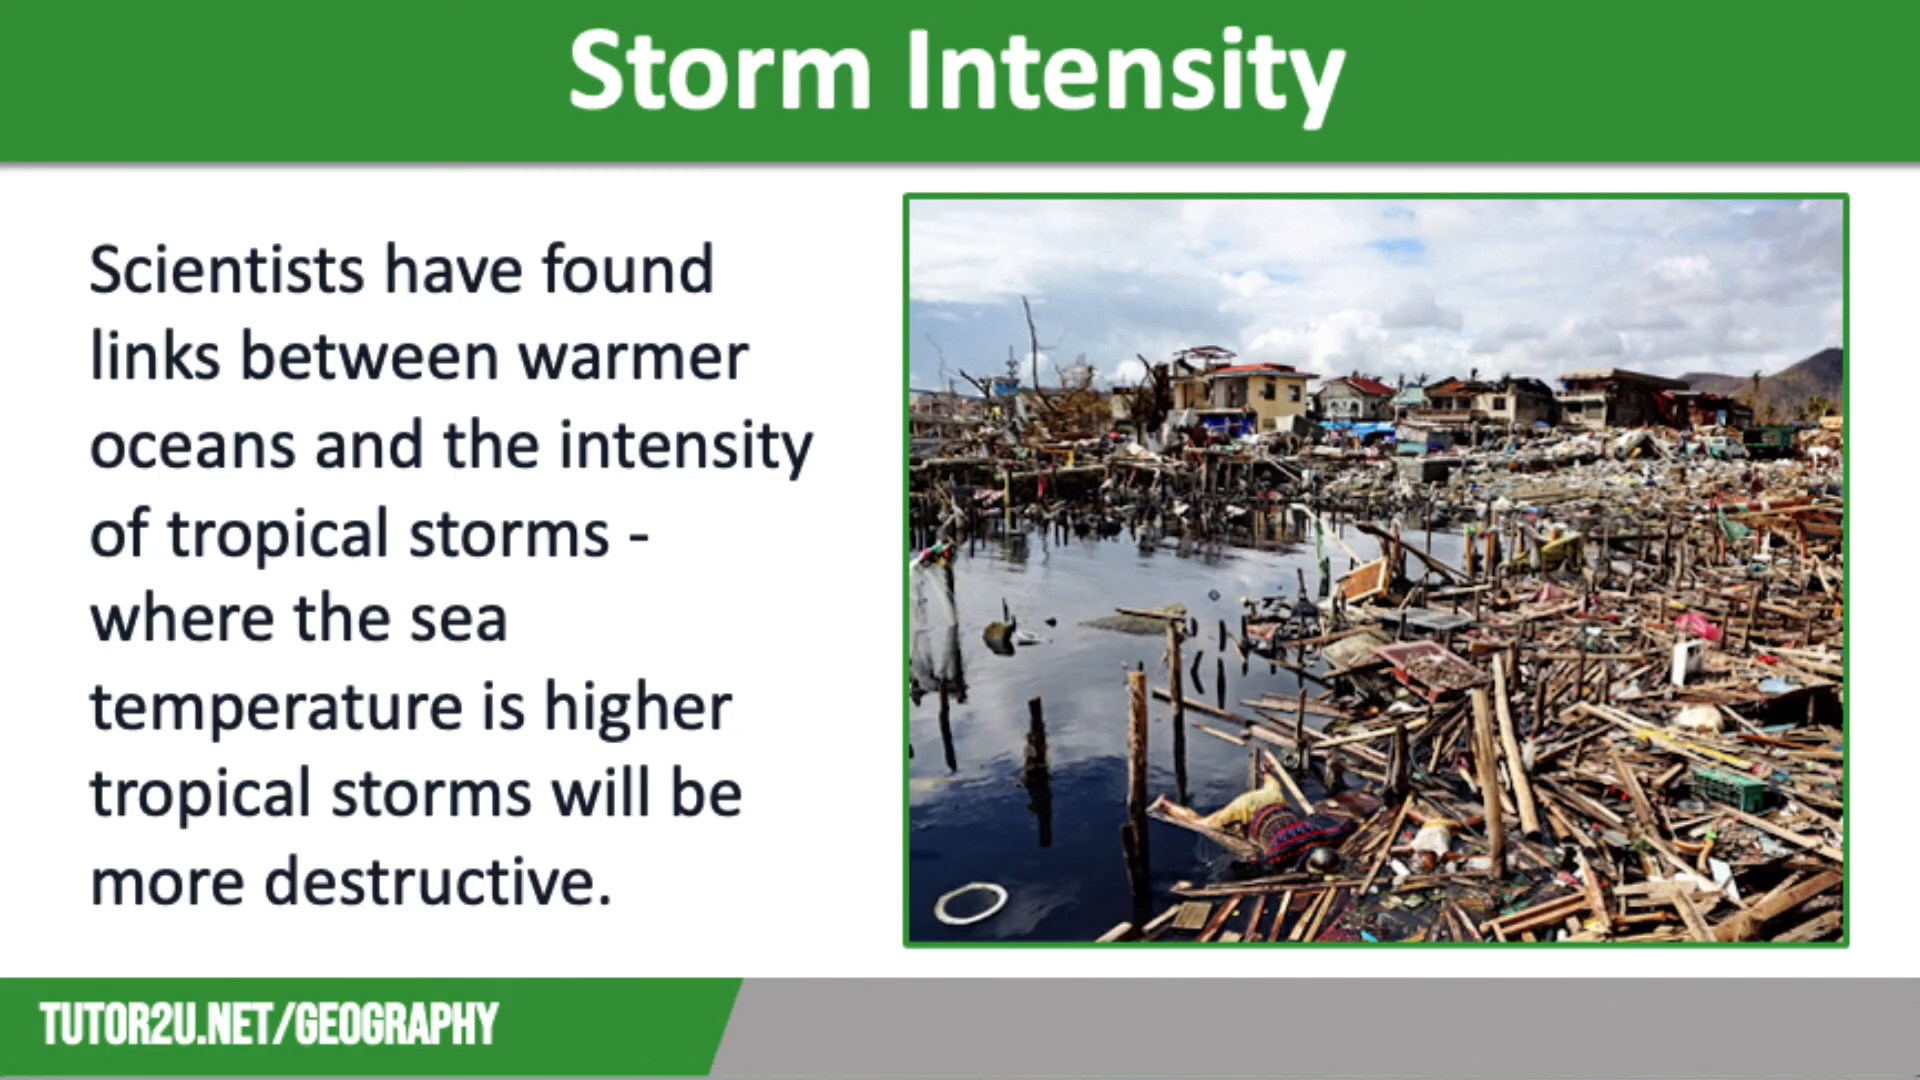 Storm Intensity
Scientists have found
links between warmer
oceans and the intensity
of tropical storms -
where the sea
temperature is higher
tropical storms will be
more destructive.
TUTOR2U.NET/GEOGRAPHY